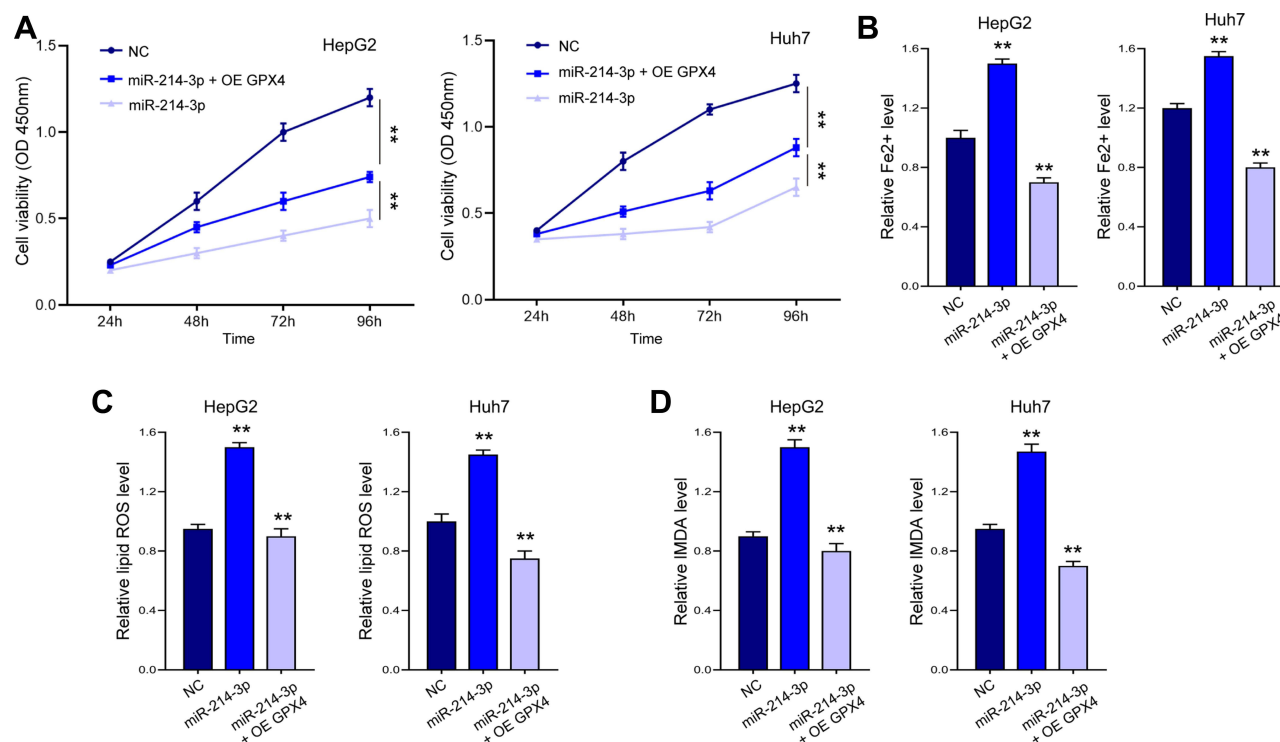 A
HepG2
NC
miR-214-3p + OE GPX4
miR-214-3p
Cell viability (OD 450nm)
1.5
1.0
0.5
0.0
24h
48h
72h
96h
Time
**
**
Huh7
NC
miR-214-3p + OE GPX4
miR-214-3p
Cell viability (OD 450nm)
1.5
1.0
0.5
0.0
24h
48h
72h
96h
Time
**
**
B
HepG2
Relative Fe2+ level
1.6
1.2
0.8
0.4
0.0
**
**
NC
miR-214-3p
miR-214-3p
+ OE GPX4
Huh7
Relative Fe2+ level
1.6
1.2
0.8
0.4
0.0
**
**
NC
miR-214-3p
miR-214-3p
+ OE GPX4
C
HepG2
Relative lipid ROS level
1.6
1.2
0.8
0.4
0.0
**
**
NC
miR-214-3p
miR-214-3p
+ OE GPX4
Huh7
Relative lipid ROS level
1.6
1.2
0.8
0.4
0.0
**
**
NC
miR-214-3p
miR-214-3p
+ OE GPX4
D
HepG2
Relative lMDA level
1.6
1.2
0.8
0.4
0.0
**
**
NC
miR-214-3p
miR-214-3p
+ OE GPX4
Huh7
Relative lMDA level
1.6
1.2
0.8
0.4
0.0
**
**
NC
miR-214-3p
miR-214-3p
+ OE GPX4